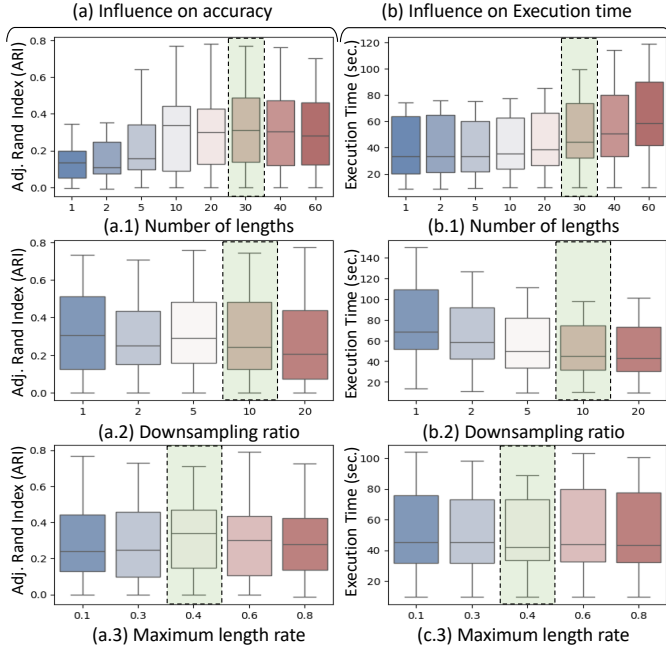 (a) Influence on accuracy
(b) Influence on Execution time
Adj. Rand Index (ARI)
0.8
0.6
0.4
0.2
0.0
1 2 5 10 20 30 40 60
(a.1) Number of lengths
Execution Time (sec.)
120
100
80
60
40
20
1 2 5 10 20 30 40 60
(b.1) Number of lengths
Adj. Rand Index (ARI)
0.8
0.6
0.4
0.2
0.0
1 2 5 10 20
(a.2) Downsampling ratio
Execution Time (sec.)
140
120
100
80
60
40
20
1 2 5 10 20
(b.2) Downsampling ratio
Adj. Rand Index (ARI)
0.8
0.6
0.4
0.2
0.0
0.1 0.3 0.4 0.6 0.8
(a.3) Maximum length rate
Execution Time (sec.)
100
80
60
40
20
0.1 0.3 0.4 0.6 0.8
(c.3) Maximum length rate